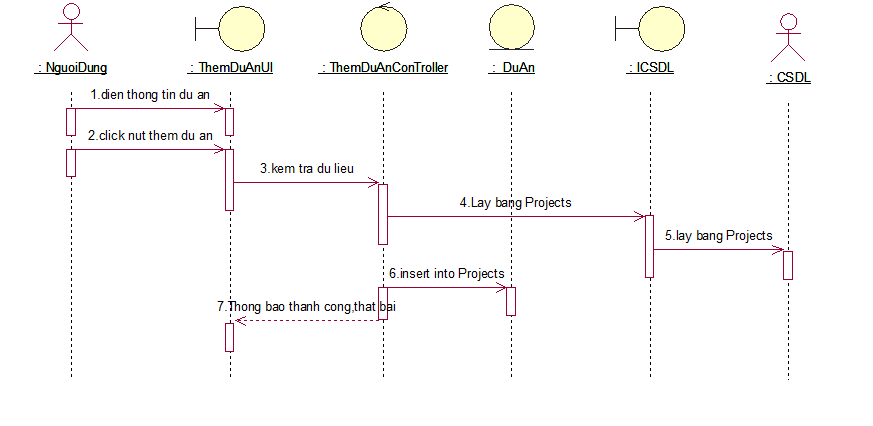 : NguoiDung
: ThemDuAnUI
: ThemDuAnConTroller
: DuAn
: ICSDL
: CSDL
1.dien thong tin du an
2.click nut them du an
3.kem tra du lieu
4.Lay bang Projects
5.lay bang Projects
6.insert into Projects
7.Thong bao thanh cong,that bai